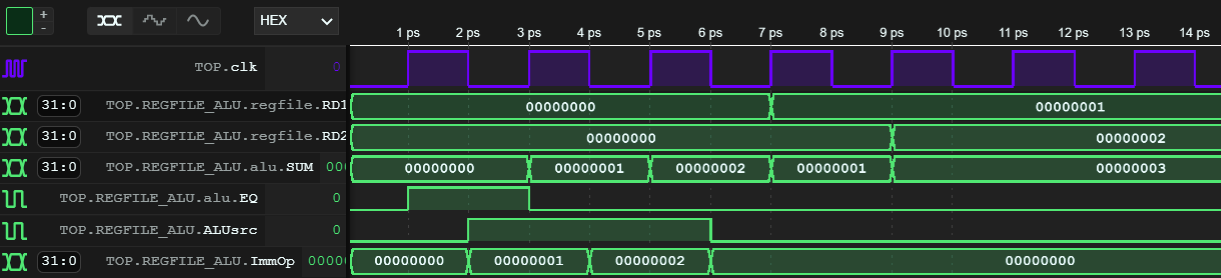 +
-
HEX
1 ps 2 ps 3 ps 4 ps 5 ps 6 ps 7 ps 8 ps 9 ps 10 ps 11 ps 12 ps 13 ps 14 ps
TOP.clk 0
31:0 TOP.REGFILE_ALU.regfile.RD1 00000000 00000001
31:0 TOP.REGFILE_ALU.regfile.RD2 00000000 00000002
31:0 TOP.REGFILE_ALU.alu.SUM 000 00000000 00000001 00000002 00000001 00000003
TOP.REGFILE_ALU.alu.EQ 0
TOP.REGFILE_ALU.ALUsrc 0
31:0 TOP.REGFILE_ALU.ImmOp 00000 00000000 00000001 00000002 00000000